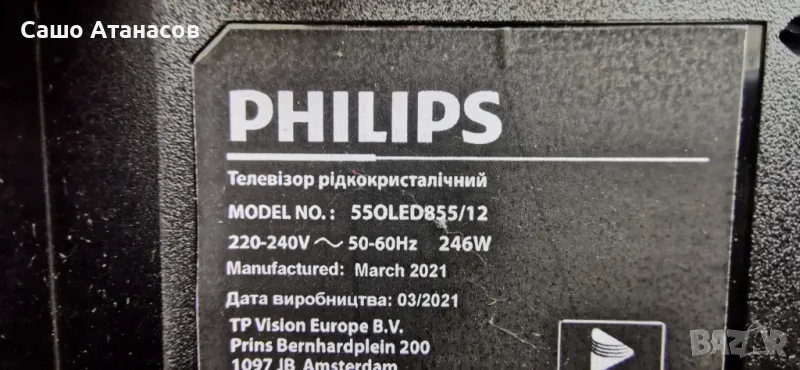 Сашо Атанасов
PHILIPS
Телевізор рідкокристалічний
MODEL NO.: 55OLED855/12
220-240V ~ 50-60Hz 246W
Manufactured: March 2021
Дата виробництва: 03/2021
TP Vision Europe B.V.
Prins Bernhardplein 200
1097 JB Amsterdam
BAZAR